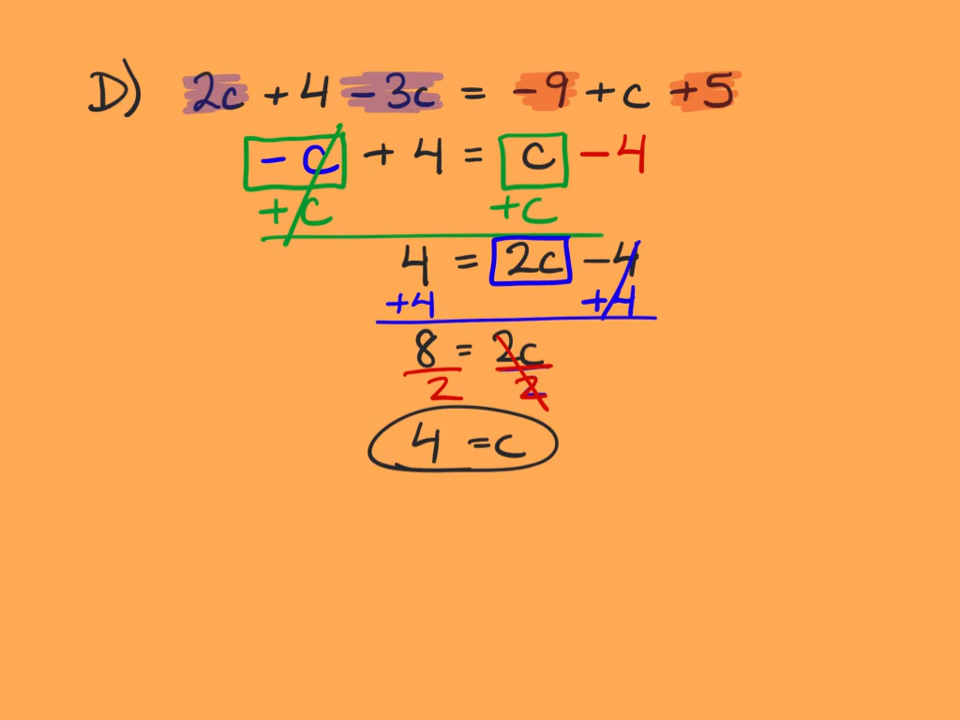 D) 2c + 4 - 3c = -9 + c + 5
- c + 4 = c - 4
+ c +c
4 = 2c - 4
+4 +4
8 = 2c
2 2
4 = c